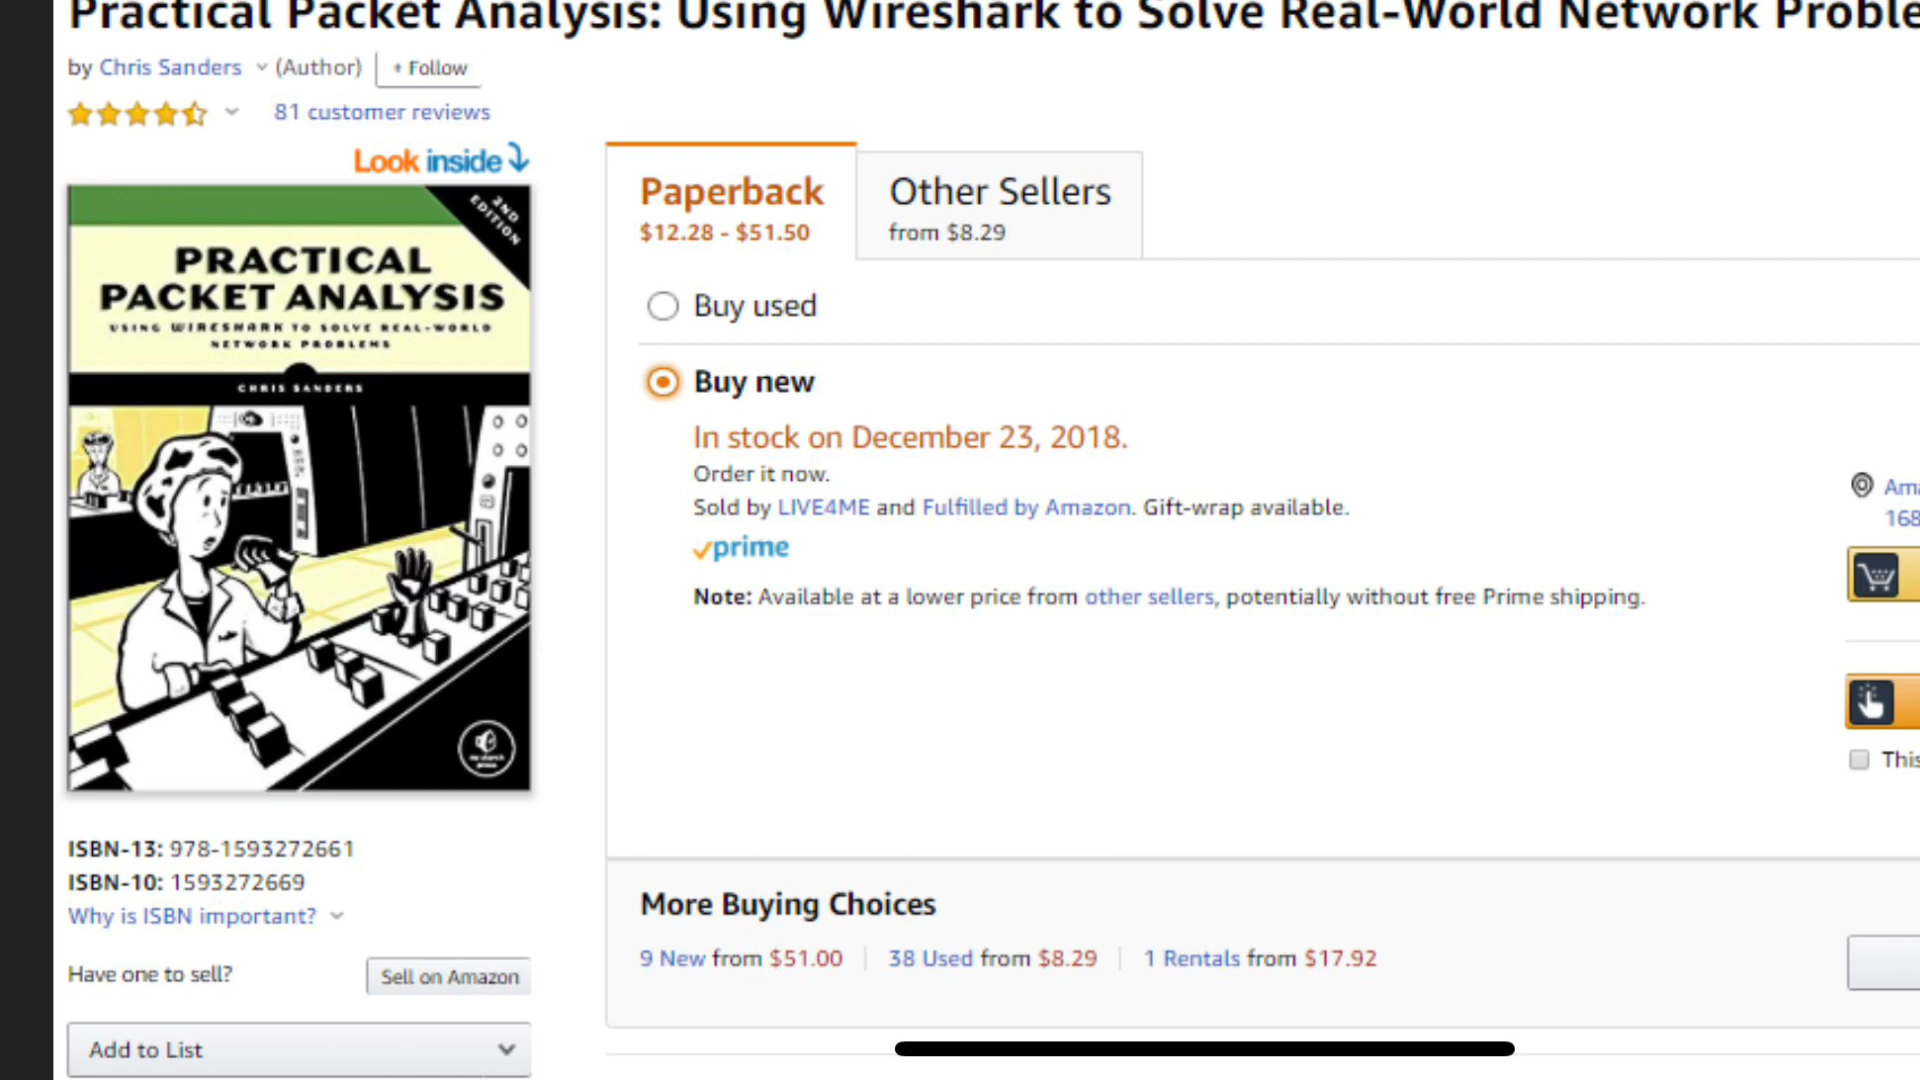 Practical Packet Analysis: Using Wireshark to Solve Real-World Network
by Chris Sanders (Author) + Follow
81 customer reviews
Look inside
2ND
EDITION
PRACTICAL
PACKET ANALYSIS
USING WIRESHARK TO SOLVE REAL-WORLD
NETWORK PROBLEMS
CHRIS SANDERS
no starch
press
ISBN-13: 978-1593272661
ISBN-10: 1593272669
Why is ISBN important?
Have one to sell? Sell on Amazon
Add to List
Paperback
$12.28 - $51.50
Other Sellers
from $8.29
Buy used
Buy new
In stock on December 23, 2018.
Order it now.
Sold by LIVE4ME and Fulfilled by Amazon. Gift-wrap available.
prime
Note: Available at a lower price from other sellers, potentially without free Prime shipping.
More Buying Choices
9 New from $51.00 | 38 Used from $8.29 | 1 Rentals from $17.92
168
This